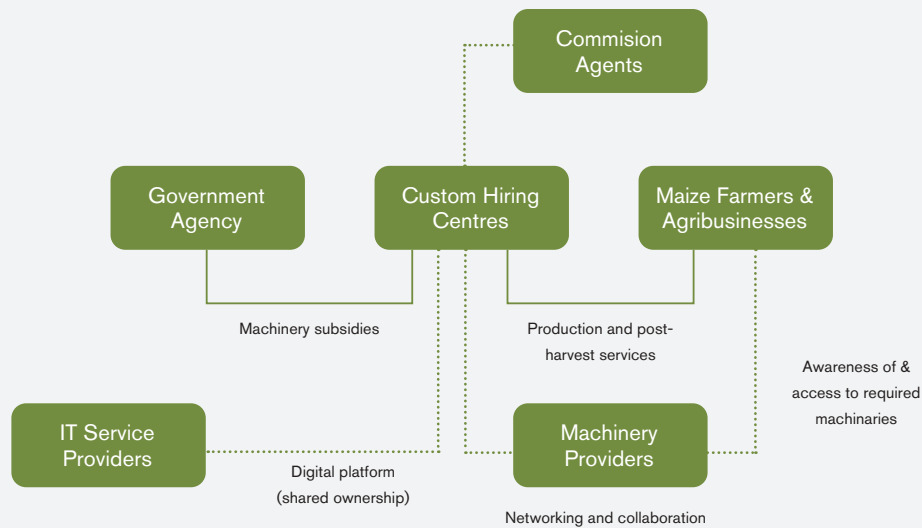 Commision
Agents
Government
Agency
Custom Hiring
Centres
Maize Farmers &
Agribusinesses
Machinery subsidies
Production and post-
harvest services
Awareness of &
access to required
machinaries
IT Service
Providers
Machinery
Providers
Digital platform
(shared ownership)
Networking and collaboration